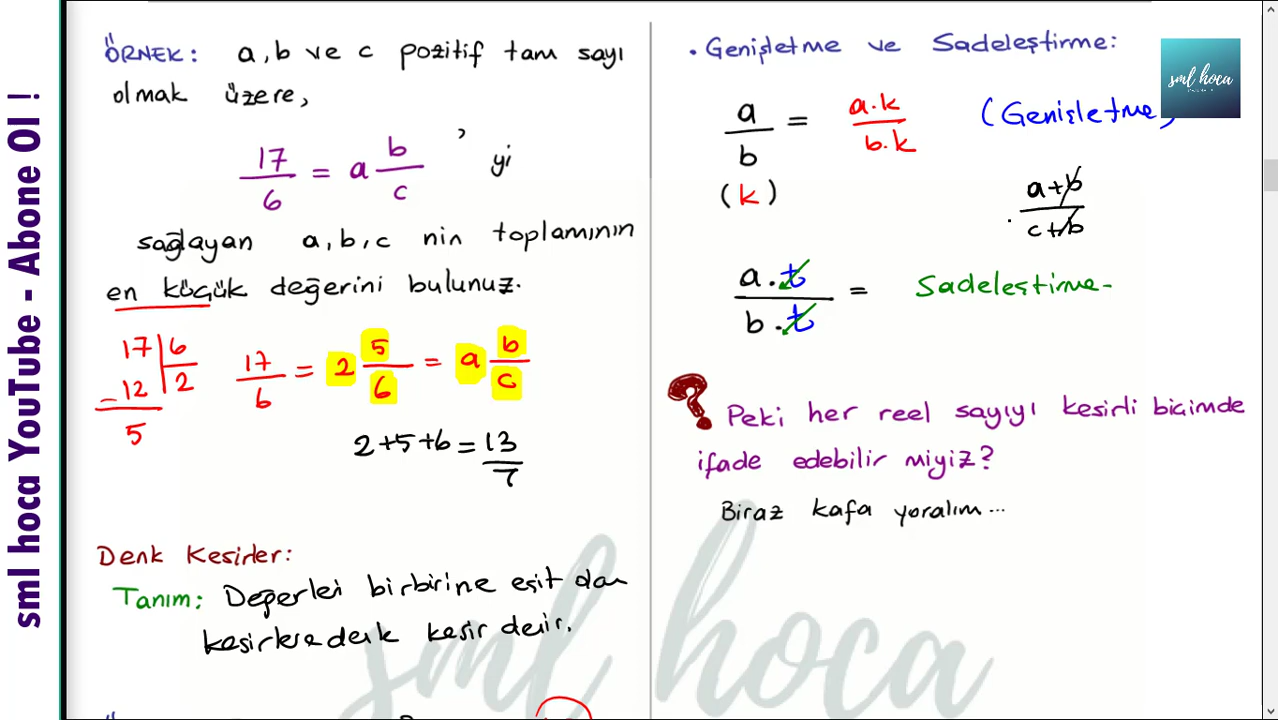 sml hoca YouTube - Abone Ol !
ÖRNEK: a, b ve c pozitif tam sayı
olmak üzere,
17/6 = a b/c ' yi
sağlayan a, b, c nin toplamının
en küçük değerini bulunuz.
17 | 6
- 12 | 2
5
17/6 = 2 5/6 = a b/c
2+5+6 = 13
7
Denk Kesirler:
Tanım: Değerleri birbirine eşit olan
kesirlere denk kesir denir.
• Genişletme ve Sadeleştirme:
sml hoca
a/b = a.k/b.k (Genişletme)
(k)
a+b/c+b
a.t/b.t = Sadeleştirme
? Peki her reel sayıyı kesirli biçimde
ifade edebilir miyiz?
Biraz kafa yoralım...
sml hoca